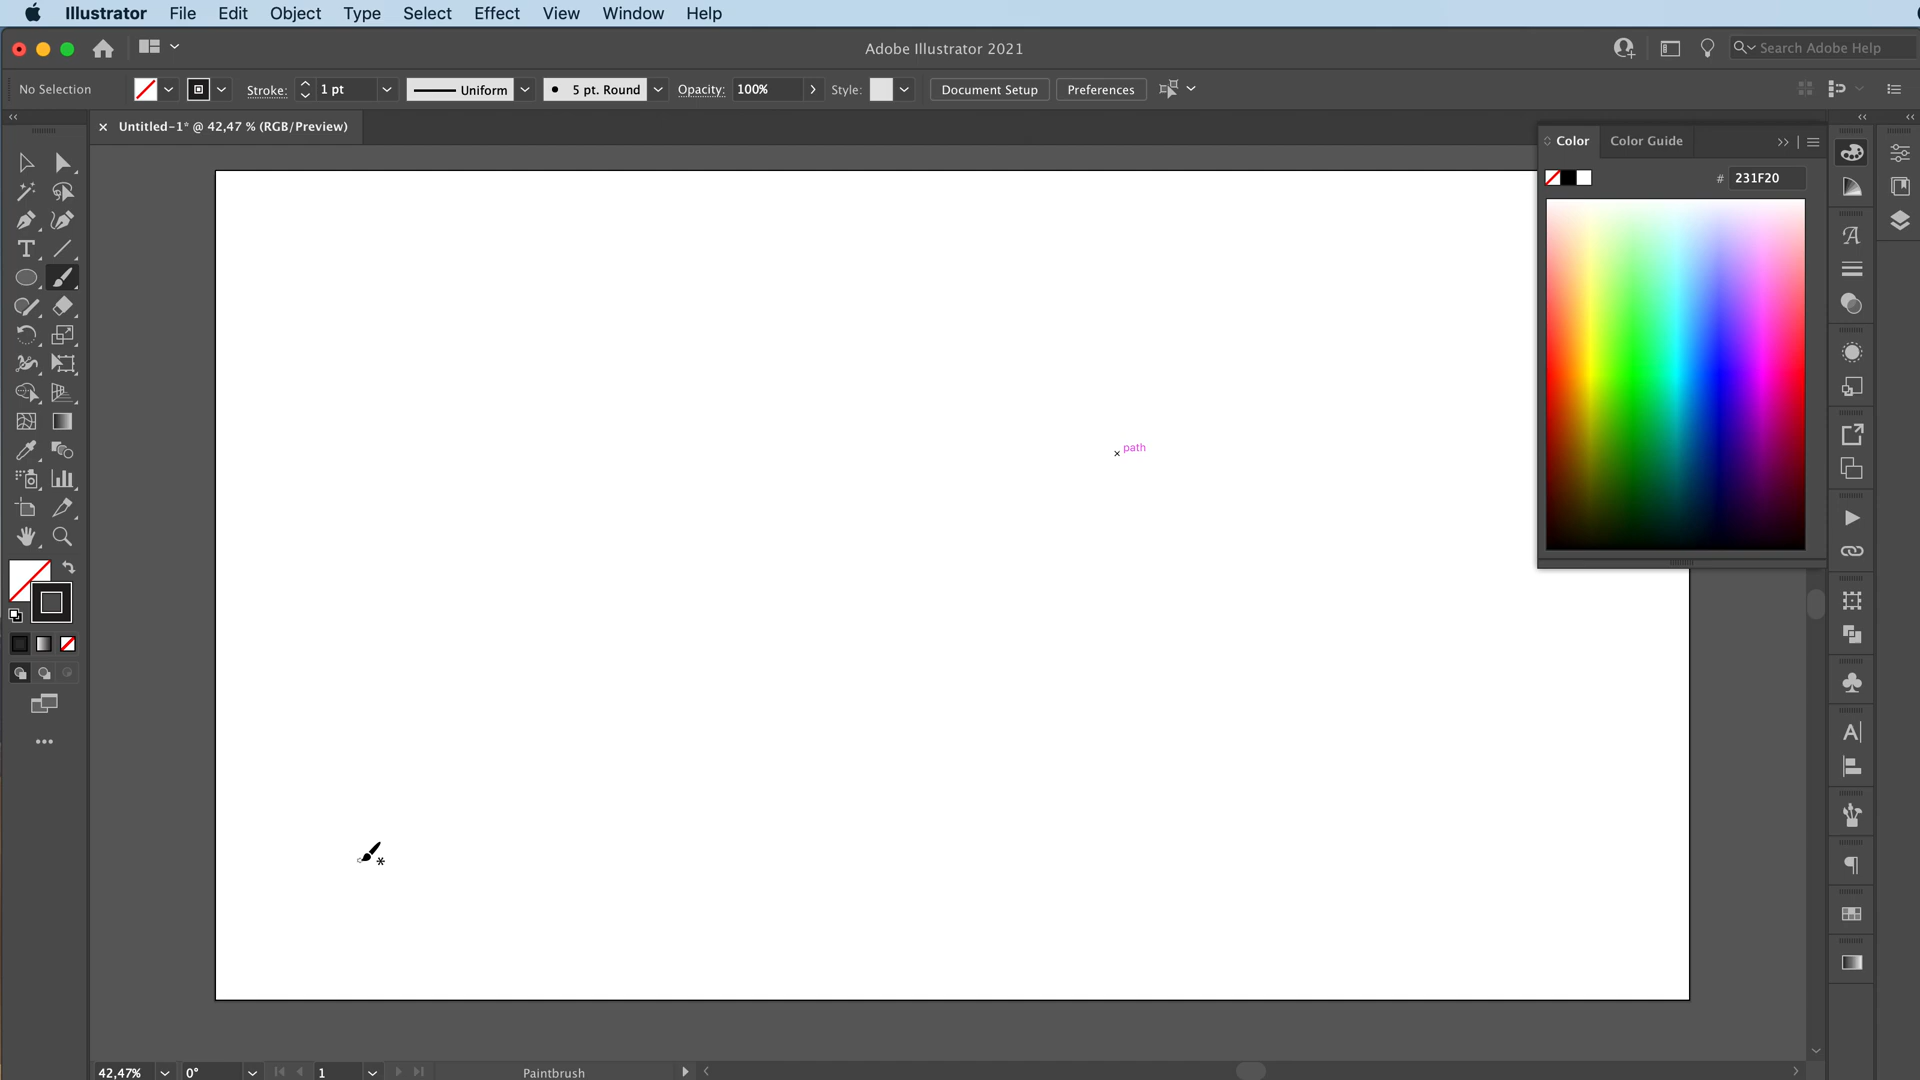 Illustrator File Edit Object Type Select Effect View Window Help
Adobe Illustrator 2021
Search Adobe Help
No Selection
Stroke:
1 pt
Uniform
5 pt. Round
Opacity:
100%
Style:
Document Setup
Preferences
Untitled-1* @ 42,47 % (RGB/Preview)
Color
Color Guide
# 231F20
path
42,47%
0°
1
Paintbrush